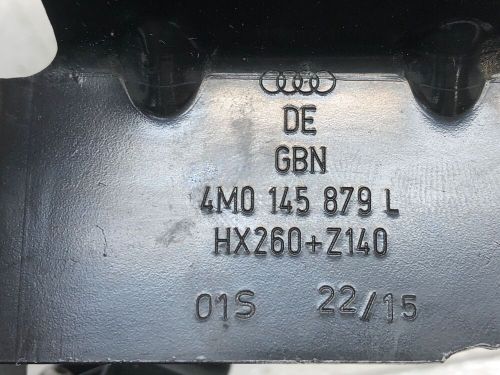 DE
GBN
4M0 145 879 L
HX260+Z140
01S 22/15